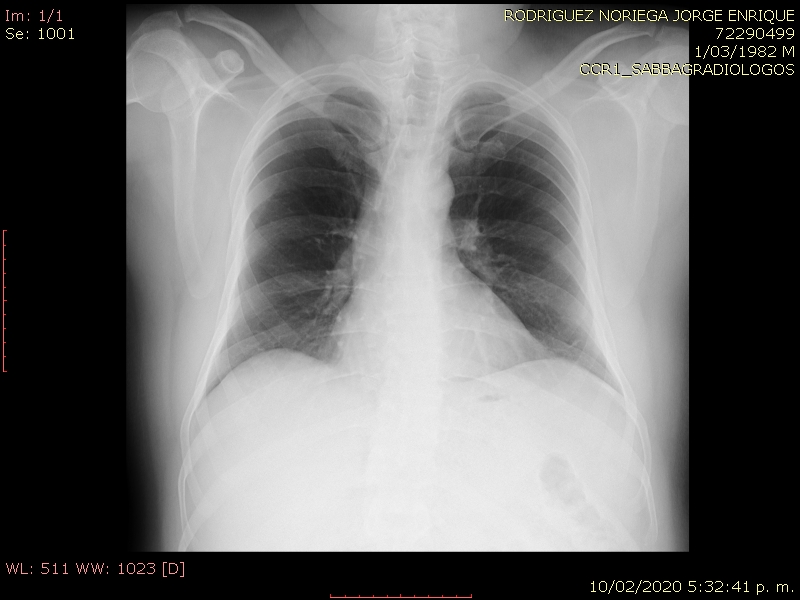 Im: 1/1
Se: 1001
RODRIGUEZ NORIEGA JORGE ENRIQUE
72290499
1/03/1982 M
CCR1_SABBAGRADIOLOGOS
WL: 511 WW: 1023 [D]
10/02/2020 5:32:41 p. m.